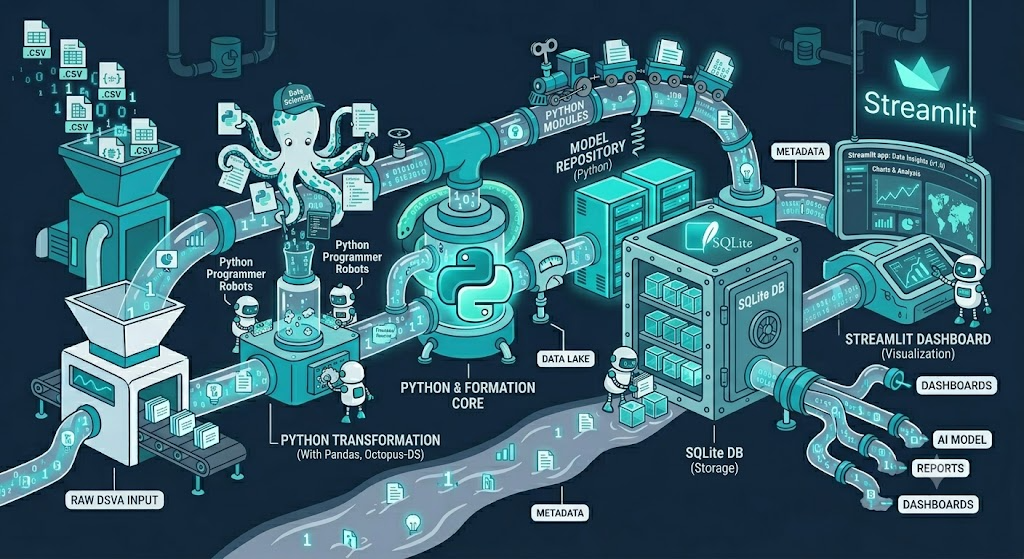 .CSV
.CSV
.CSV
.CSV
.CSV
Data
Scientist
PYTHON
MODULES
MODEL
REPOSITORY
(Python)
Streamlit
METADATA
Streamlit app: Data Insights (v1.0)
Charts & Analysis
Python
Programmer
Robots
Python
Programmer
Robots
SQLite
SQLite DB
STREAMLIT DASHBOARD
(Visualization)
DATA LAKE
PYTHON & FORMATION
CORE
DASHBOARDS
AI MODEL
REPORTS
DASHBOARDS
PYTHON TRANSFORMATION
(With Pandas, Octopus-DS)
SQLite DB
(Storage)
RAW DSVA INPUT
METADATA